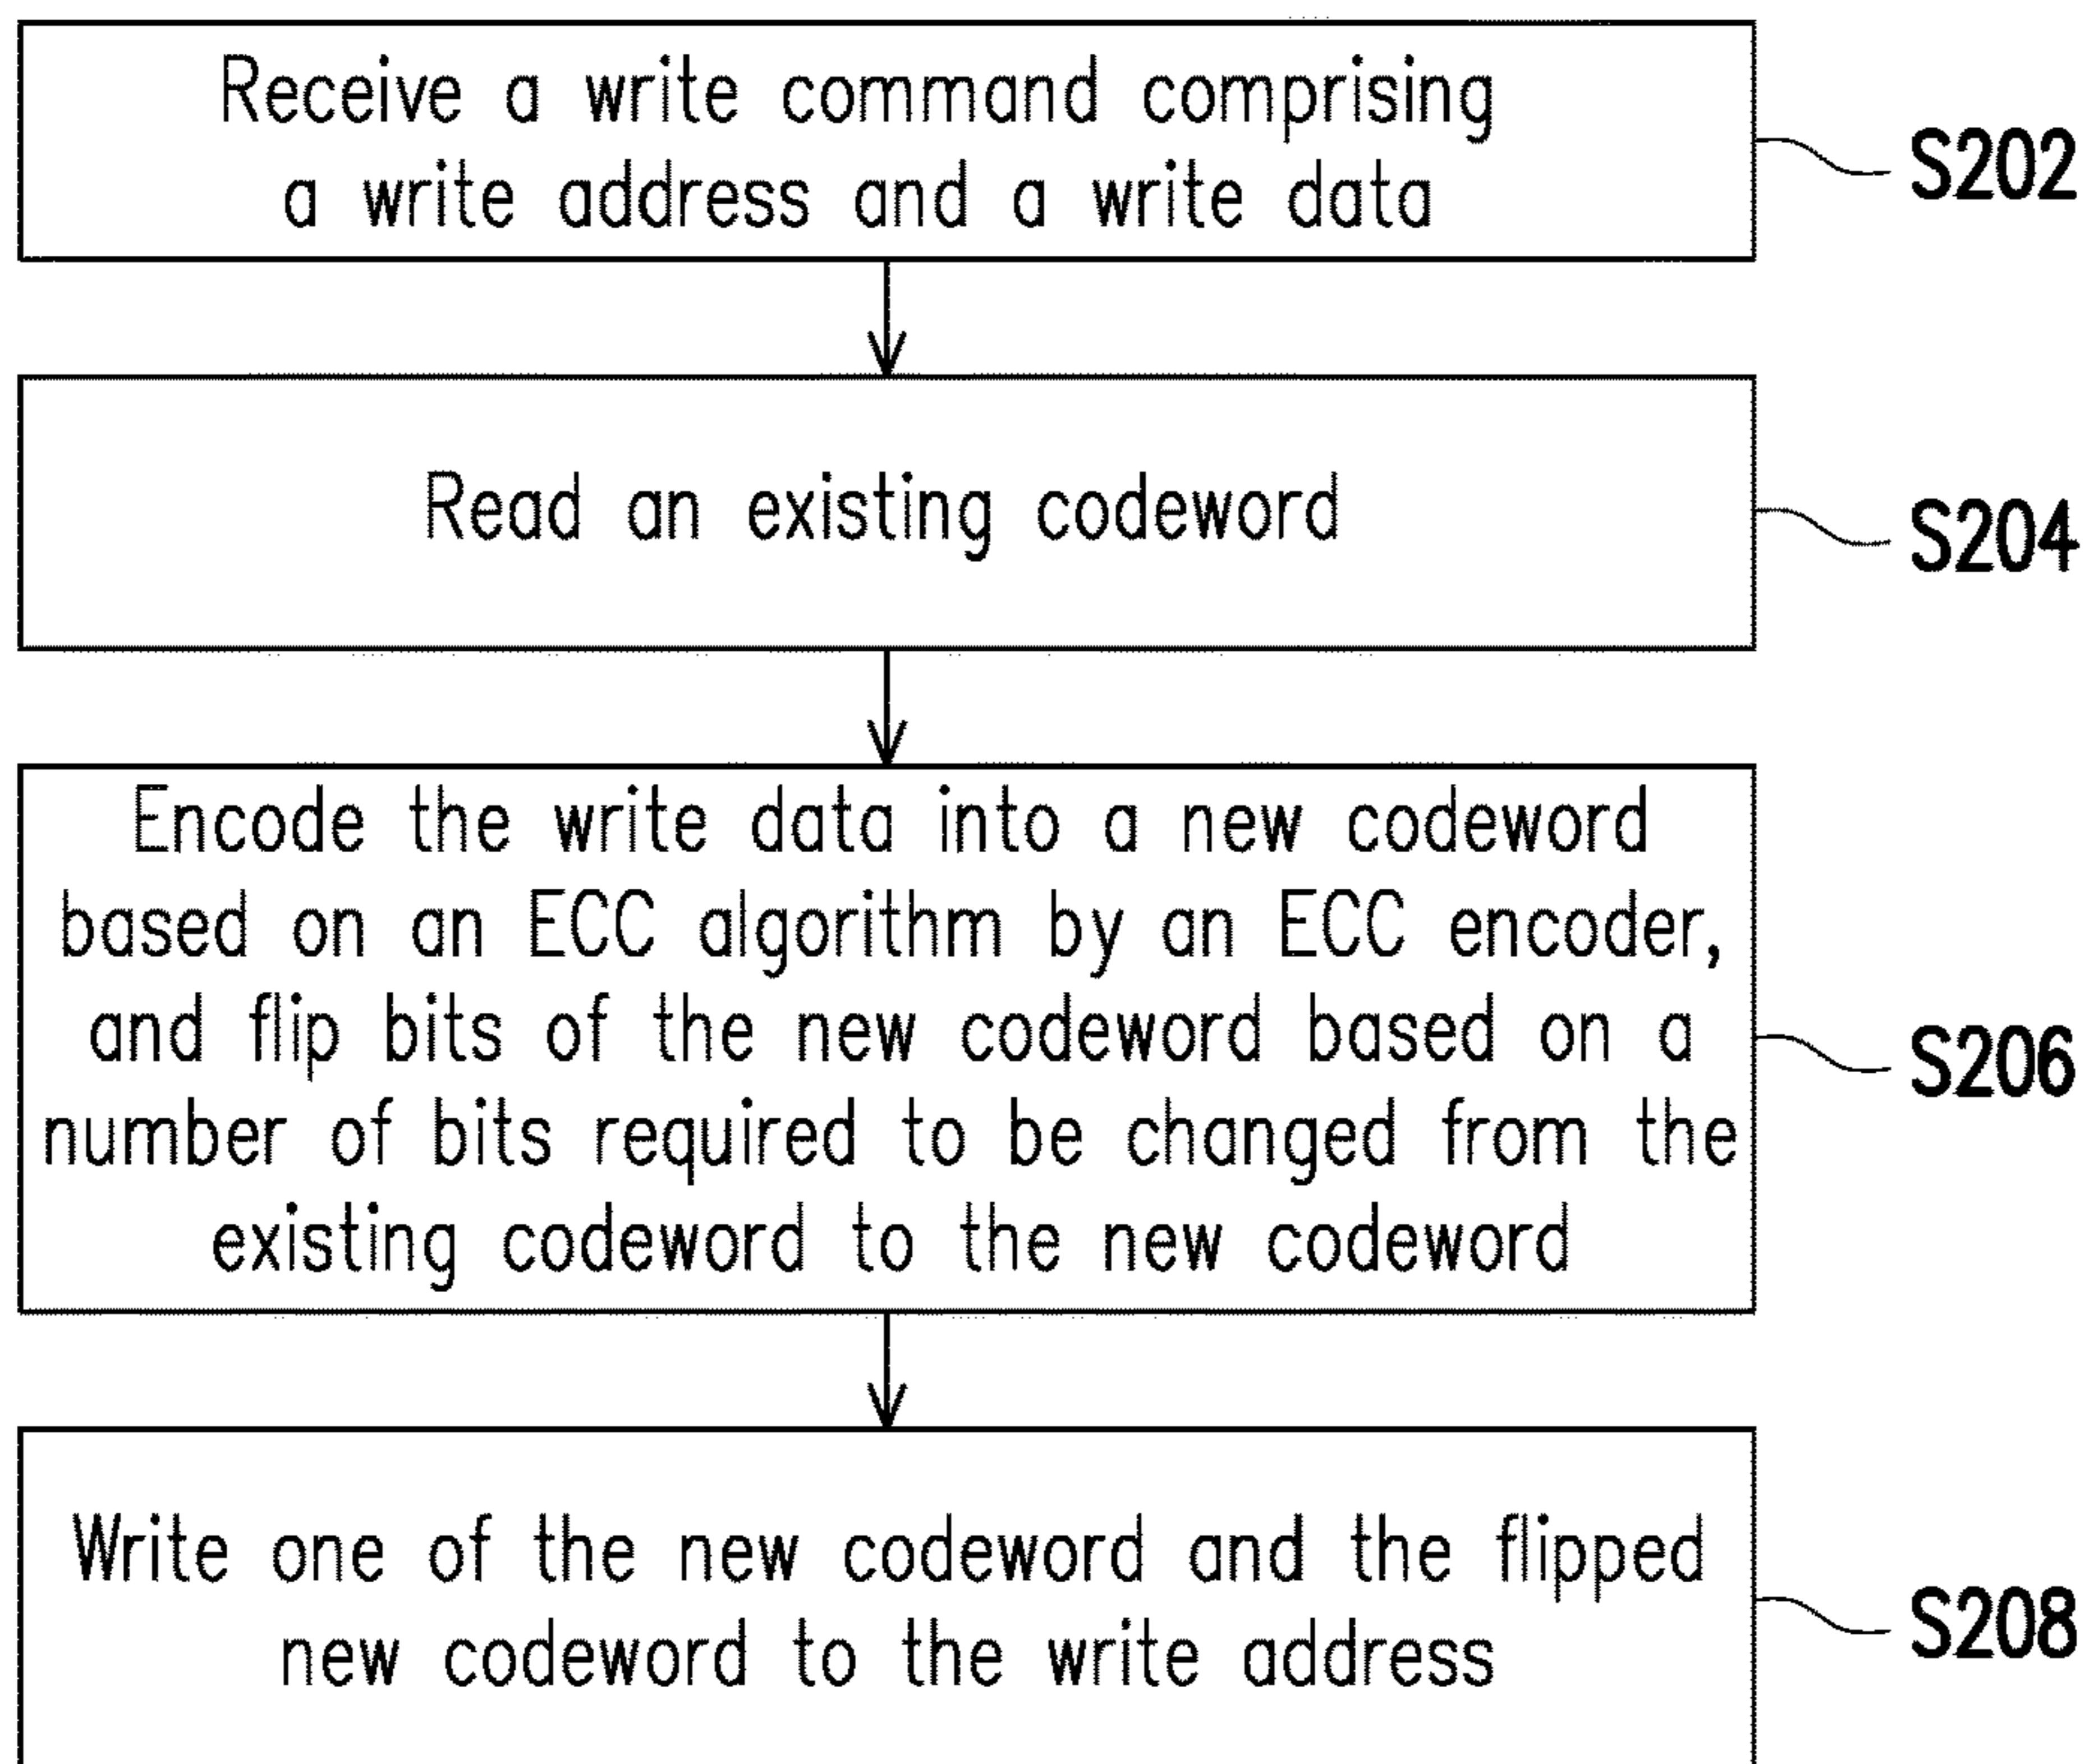 Receive a write command comprising
a write address and a write data
S202
Read an existing codeword
S204
Encode the write data into a new codeword
based on an ECC algorithm by an ECC encoder,
and flip bits of the new codeword based on a
number of bits required to be changed from the
existing codeword to the new codeword
S206
Write one of the new codeword and the flipped
new codeword to the write address
S208